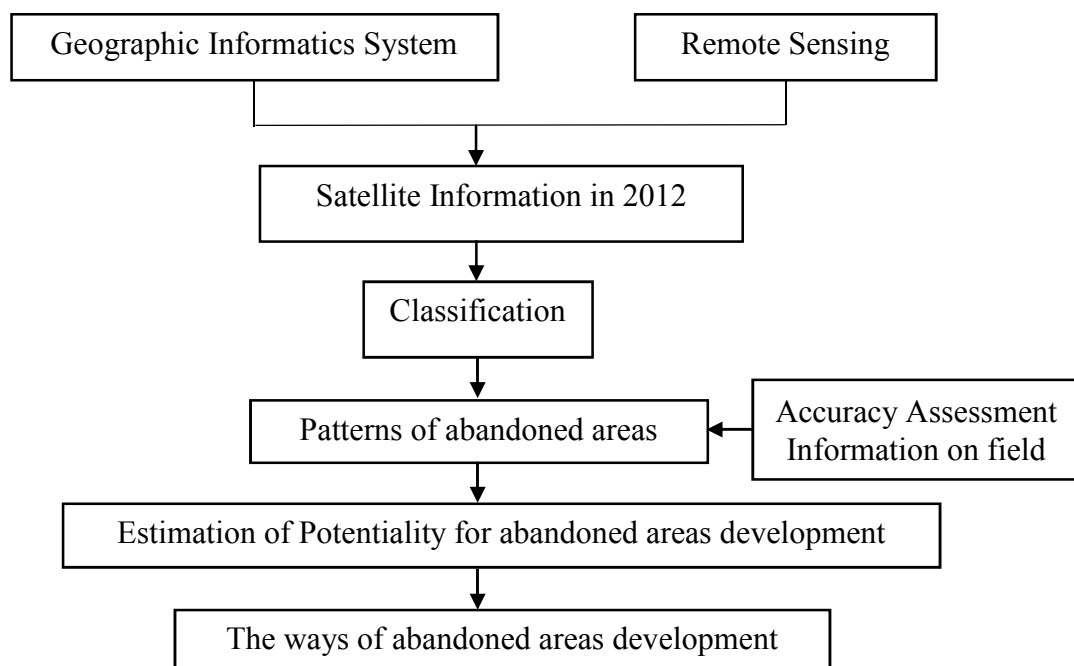 Geographic Informatics System
Remote Sensing
Satellite Information in 2012
Classification
Patterns of abandoned areas
Accuracy Assessment
Information on field
Estimation of Potentiality for abandoned areas development
The ways of abandoned areas development